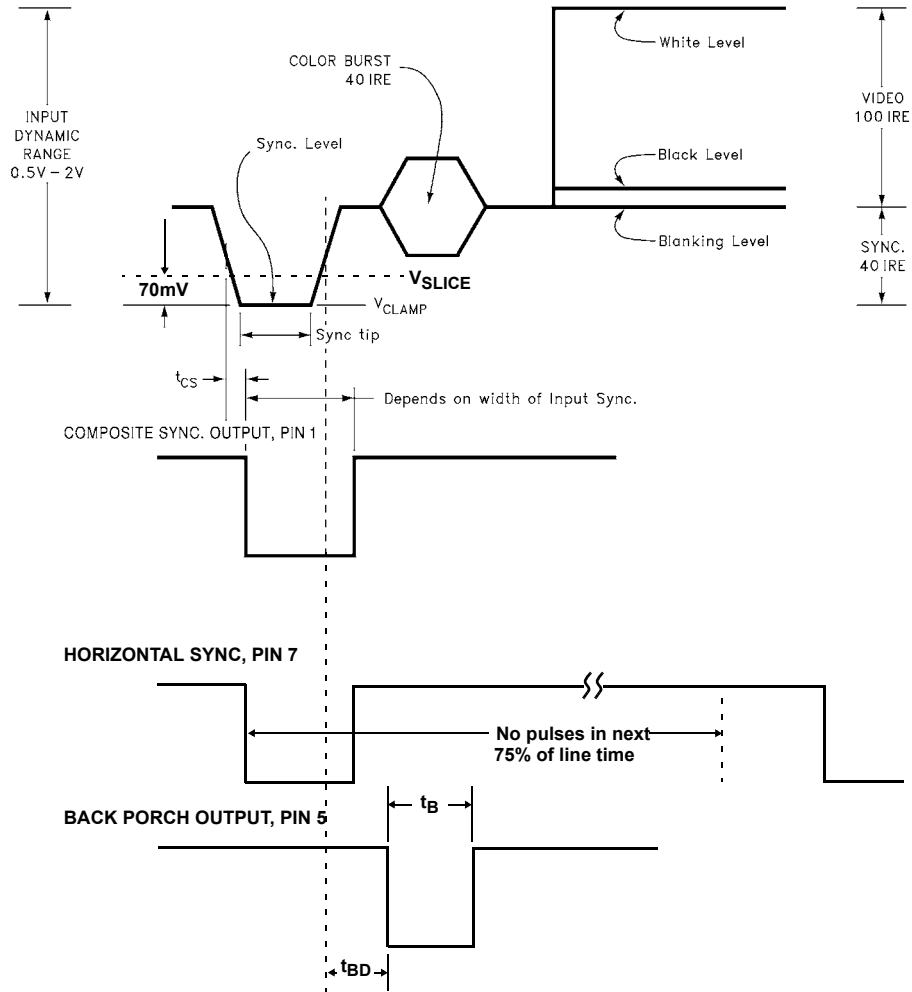 White Level
COLOR BURST
40 IRE
INPUT
DYNAMIC
RANGE
0.5V – 2V
VIDEO
100 IRE
Sync. Level
Black Level
Blanking Level
SYNC.
40 IRE
VSLICE
70mV
VCLAMP
Sync tip
tCS
Depends on width of Input Sync.
COMPOSITE SYNC. OUTPUT, PIN 1
HORIZONTAL SYNC, PIN 7
No pulses in next
75% of line time
tB
BACK PORCH OUTPUT, PIN 5
tBD